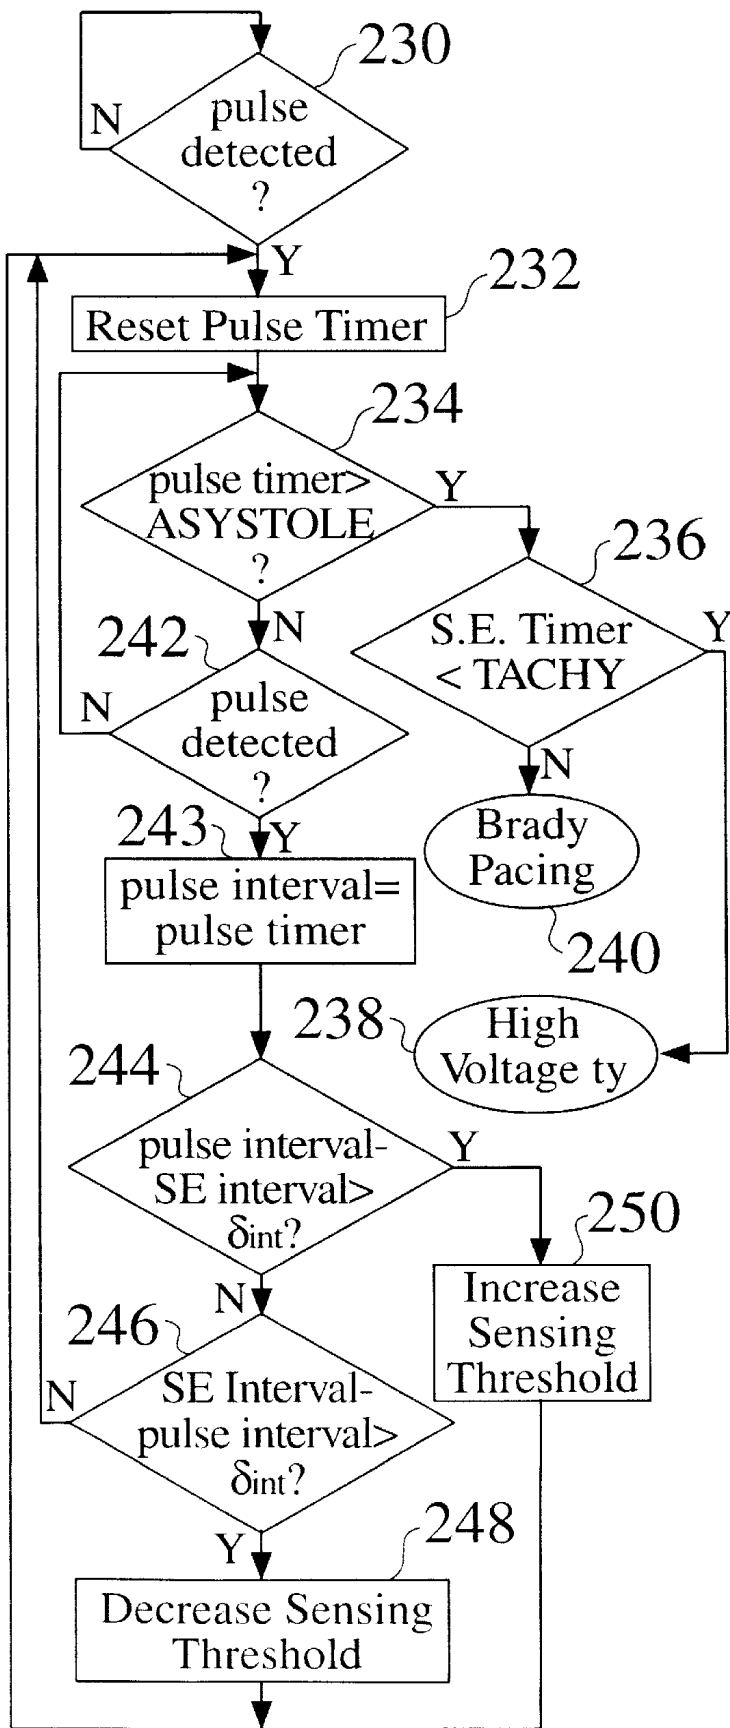 230
N
pulse
detected
?
Y
232
Reset Pulse Timer
234
pulse timer>
ASYSTOLE
?
Y
236
S.E. Timer
< TACHY
Y
N
242
N
pulse
detected
?
N
Brady
Pacing
240
Y
243
pulse interval=
pulse timer
238
High
Voltage ty
244
pulse interval-
SE interval>
δint?
Y
250
Increase
Sensing
Threshold
N
246
N
SE Interval-
pulse interval>
δint?
Y
248
Decrease Sensing
Threshold